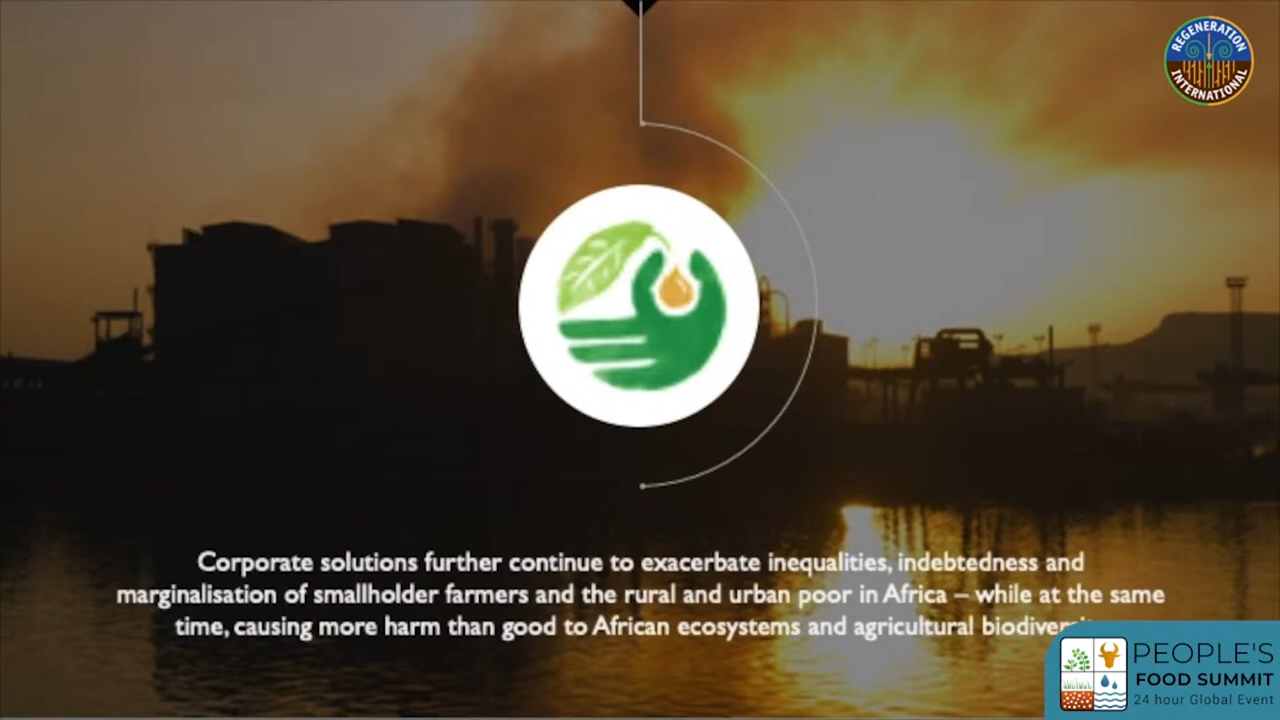 REGENERATION
INTERNATIONAL
Corporate solutions further continue to exacerbate inequalities, indebtedness and
marginalisation of smallholder farmers and the rural and urban poor in Africa – while at the same
time, causing more harm than good to African ecosystems and agricultural
PEOPLE'S
FOOD SUMMIT
24 hour Global Event